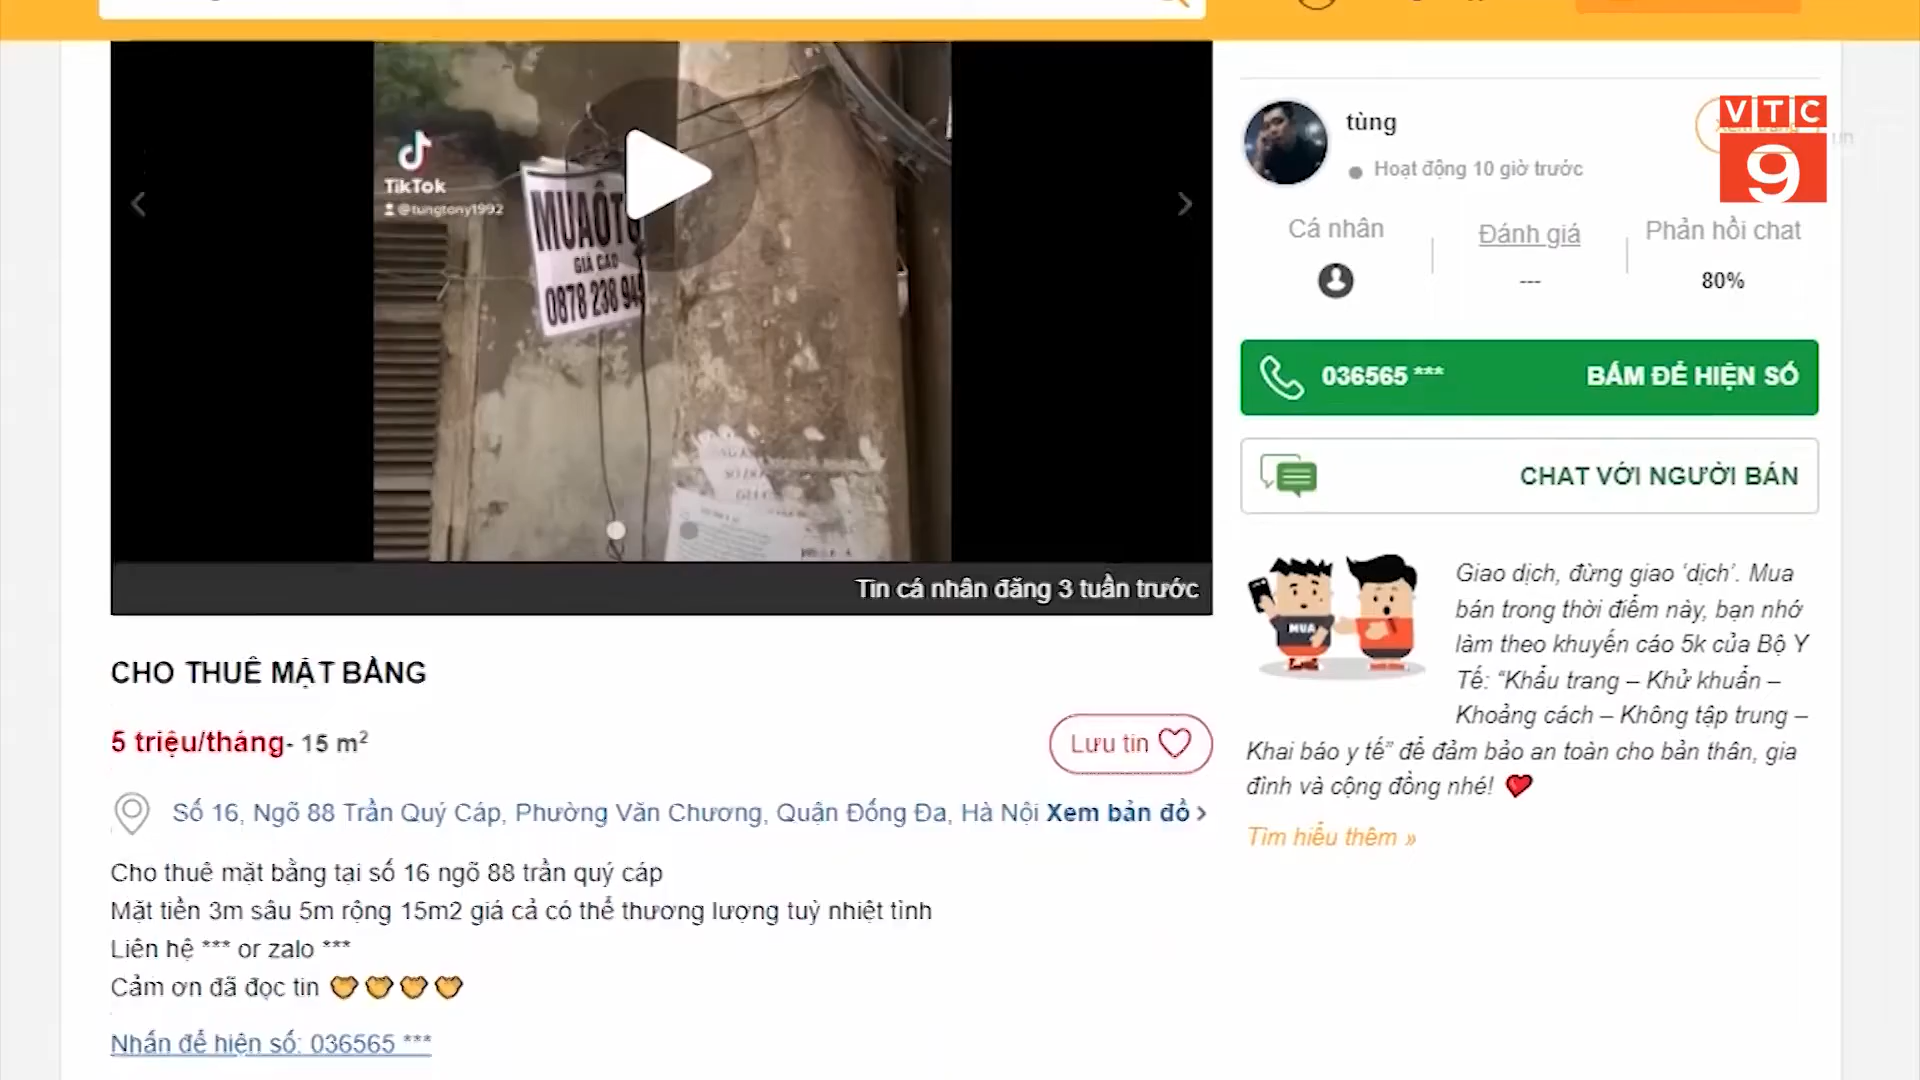 TikTok
@tungtony1992
MUA ÔTÔ
GIÁ CAO
0878 238 945
Tin cá nhân đăng 3 tuần trước
CHO THUÊ MẶT BẰNG
5 triệu/tháng- 15 m²
Lưu tin
Số 16, Ngõ 88 Trần Quý Cáp, Phường Văn Chương, Quận Đống Đa, Hà Nội Xem bản đồ ›
Cho thuê mặt bằng tại số 16 ngõ 88 trần quý cáp
Mặt tiền 3m sâu 5m rộng 15m2 giá cả có thể thương lượng tuỳ nhiệt tình
Liên hệ *** or zalo ***
Cảm ơn đã đọc tin
Nhấn để hiện số: 036565 ***
tùng
Hoạt động 10 giờ trước
VTC
9
Cá nhân
Đánh giá
Phản hồi chat
---
80%
036565 ***
BẤM ĐỂ HIỆN SỐ
CHAT VỚI NGƯỜI BÁN
MUA
Giao dịch, đừng giao ‘dịch’. Mua
bán trong thời điểm này, bạn nhớ
làm theo khuyến cáo 5k của Bộ Y
Tế: “Khẩu trang – Khử khuẩn –
Khoảng cách – Không tập trung –
Khai báo y tế” để đảm bảo an toàn cho bản thân, gia
đình và cộng đồng nhé!
Tìm hiểu thêm »